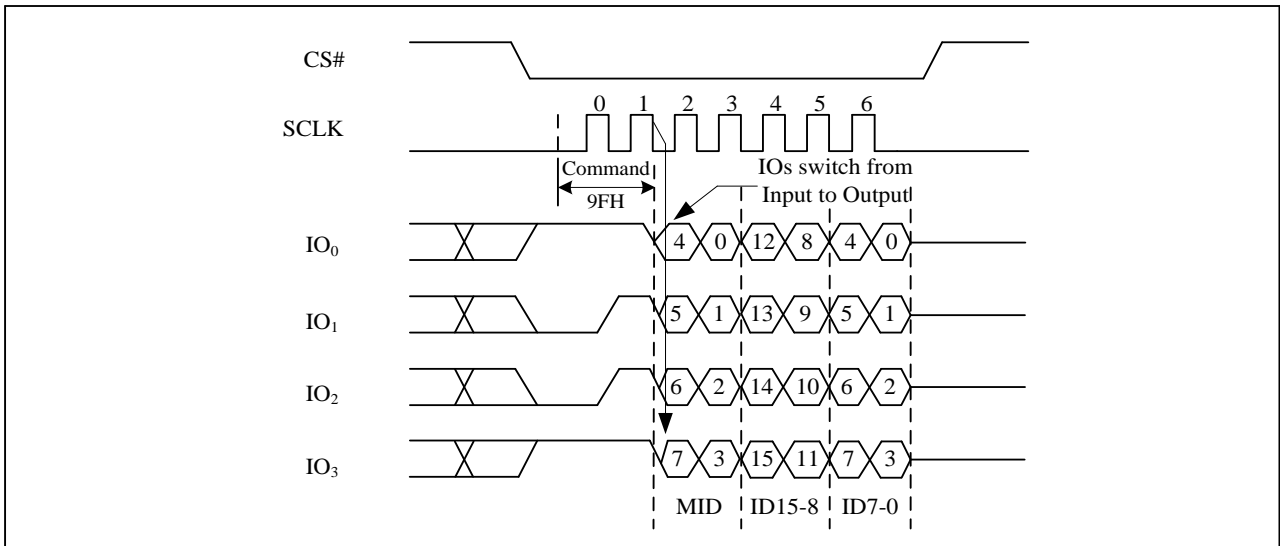 CS#
0 1 2 3 4 5 6
SCLK
Command
9FH
IOs switch from
Input to Output
IO0 4 0 12 8 4 0
IO1 5 1 13 9 5 1
IO2 6 2 14 10 6 2
IO3 7 3 15 11 7 3
MID ID15-8 ID7-0